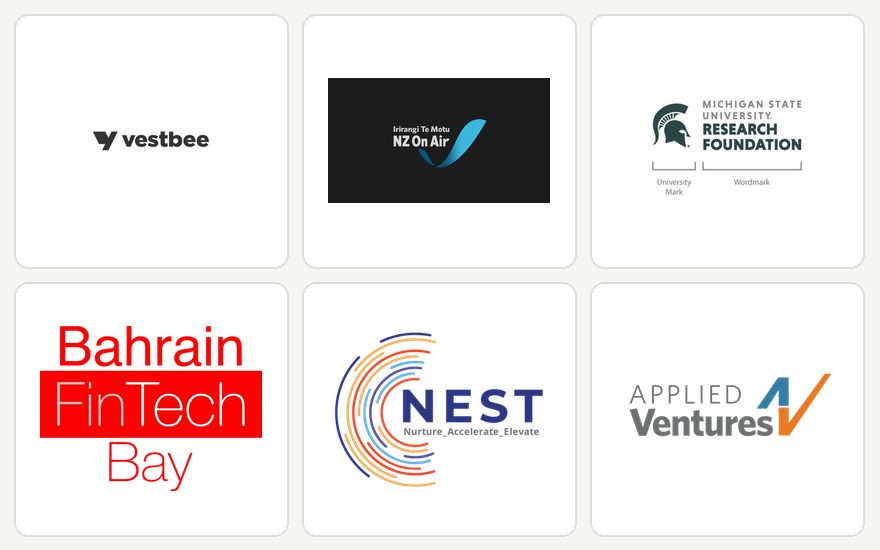 vestbee
Irirangi Te Motu
NZ On Air
MICHIGAN STATE
UNIVERSITY.
RESEARCH
FOUNDATION
University
Mark
Wordmark
Bahrain
FinTech
Bay
NEST
Nurture_Accelerate_Elevate
APPLIED
Ventures